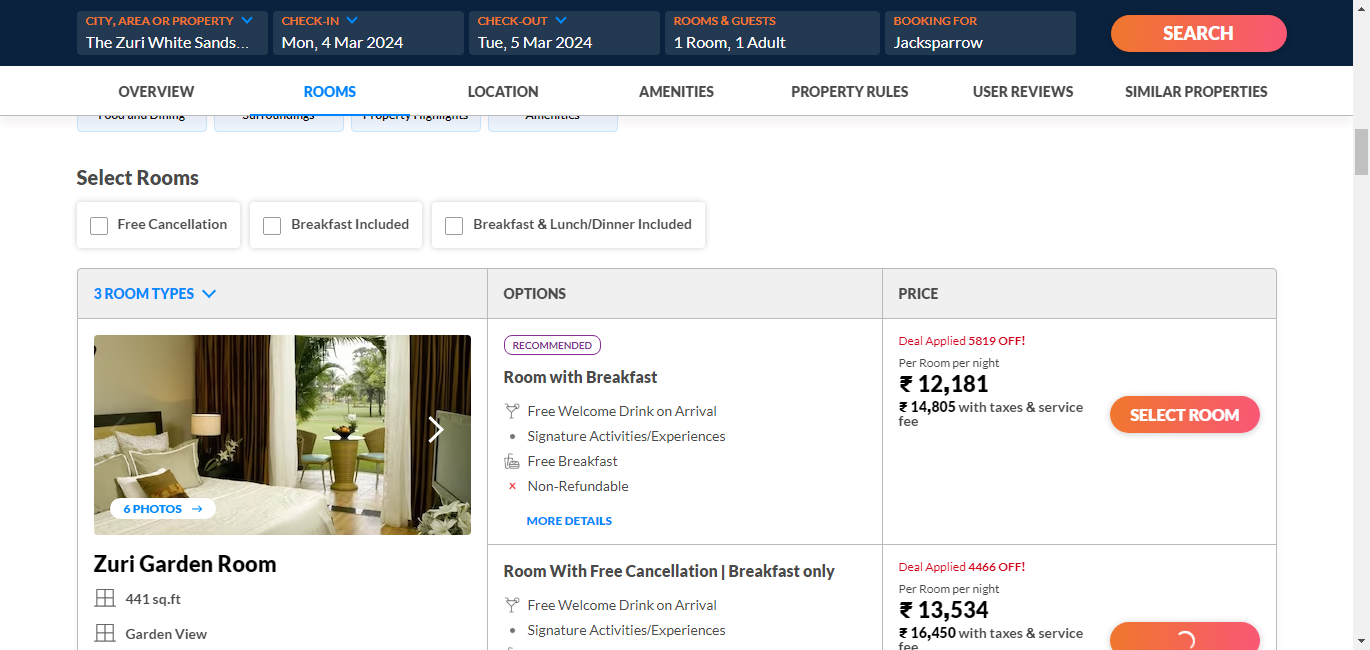 CITY, AREA OR PROPERTY
The Zuri White Sands...
CHECK-IN
Mon, 4 Mar 2024
CHECK-OUT
Tue, 5 Mar 2024
ROOMS & GUESTS
1 Room, 1 Adult
BOOKING FOR
Jacksparrow
SEARCH
OVERVIEW
ROOMS
LOCATION
AMENITIES
PROPERTY RULES
USER REVIEWS
SIMILAR PROPERTIES
Food and Dining
Surroundings
Property Highlights
Amenities
Select Rooms
Free Cancellation
Breakfast Included
Breakfast & Lunch/Dinner Included
3 ROOM TYPES
OPTIONS
PRICE
6 PHOTOS →
Zuri Garden Room
441 sq.ft
Garden View
RECOMMENDED
Room with Breakfast
Free Welcome Drink on Arrival
• Signature Activities/Experiences
Free Breakfast
× Non-Refundable
MORE DETAILS
Deal Applied 5819 OFF!
Per Room per night
₹ 12,181
₹ 14,805 with taxes & service
fee
SELECT ROOM
Room With Free Cancellation | Breakfast only
Free Welcome Drink on Arrival
• Signature Activities/Experiences
Deal Applied 4466 OFF!
Per Room per night
₹ 13,534
₹ 16,450 with taxes & service
fee